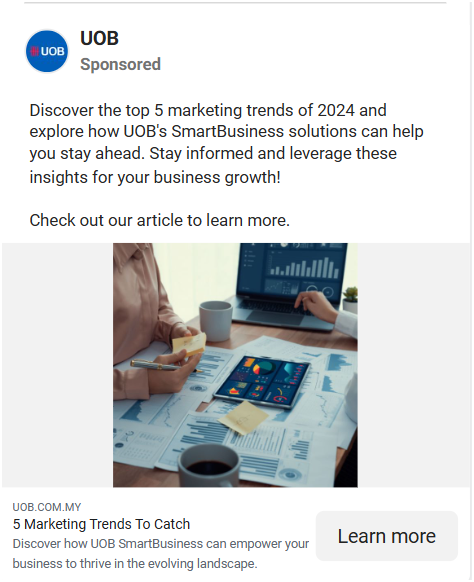 UOB
UOB
Sponsored
Discover the top 5 marketing trends of 2024 and
explore how UOB's SmartBusiness solutions can help
you stay ahead. Stay informed and leverage these
insights for your business growth!
Check out our article to learn more.
UOB.COM.MY
5 Marketing Trends To Catch
Discover how UOB SmartBusiness can empower your
business to thrive in the evolving landscape.
Learn more